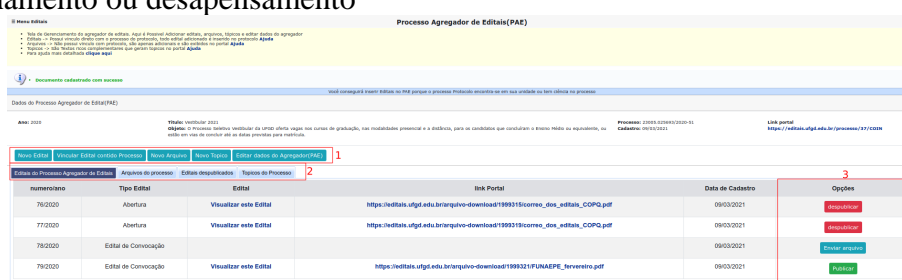 namento ou desapensamento
Menu Editais
Processo Agregador de Editais(PAE)
Tela de Gerenciamento do agregador de editais. Aqui é Possivel Adicionar editais, arquivos, tópicos e editar dados do agregador
Editais -> Possui vinculo direto com o processo de protocolo, todo edital adicionado é inserido no protocolo Ajuda
Arquivos -> Não possui vinculo com protocolo, são apenas adicionais e são exibidos no portal Ajuda
Topicos -> São Textos ricos complementares que geram topicos no portal Ajuda
Para ajuda mais detalhada clique aqui
Documento cadastrado com sucesso
Você conseguirá inserir Editais no PAE porque o processo Protocolo encontra-se em sua unidade ou tem ciência no processo
Dados do Processo Agregador de Edital(PAE)
Ano: 2020
Titulo: Vestibular 2021
Objeto: O Processo Seletivo Vestibular da UFGD oferta vagas nos cursos de graduação, nas modalidades presencial e a distância, para os candidatos que concluíram o Ensino Médio ou equivalente, ou
estão em vias de concluir até as datas previstas para matrícula.
Processo: 23005.025693/2020-51
Cadastro: 09/03/2021
Link portal
https://editais.ufgd.edu.br/processo/37/COIN
Novo Edital Vincular Edital contido Processo Novo Arquivo Novo Topico Editar dados do Agregador(PAE) 1
Editais do Processo Agregador de Editais Arquivos do processo Editais despublicados Topicos do Processo 2
3
numero/ano Tipo Edital Edital link Portal Data de Cadastro Opções
76/2020 Abertura Visualizar este Edital https://editais.ufgd.edu.br/arquivo-download/1999315/correo_dos_editais_COPQ.pdf 09/03/2021 despublicar
77/2020 Abertura Visualizar este Edital https://editais.ufgd.edu.br/arquivo-download/1999319/correo_dos_editais_COPQ.pdf 09/03/2021 despublicar
78/2020 Edital de Convocação 09/03/2021 Enviar arquivo
79/2020 Edital de Convocação Visualizar este Edital https://editais.ufgd.edu.br/arquivo-download/1999321/FUNAEPE_fervereiro.pdf 09/03/2021 Publicar